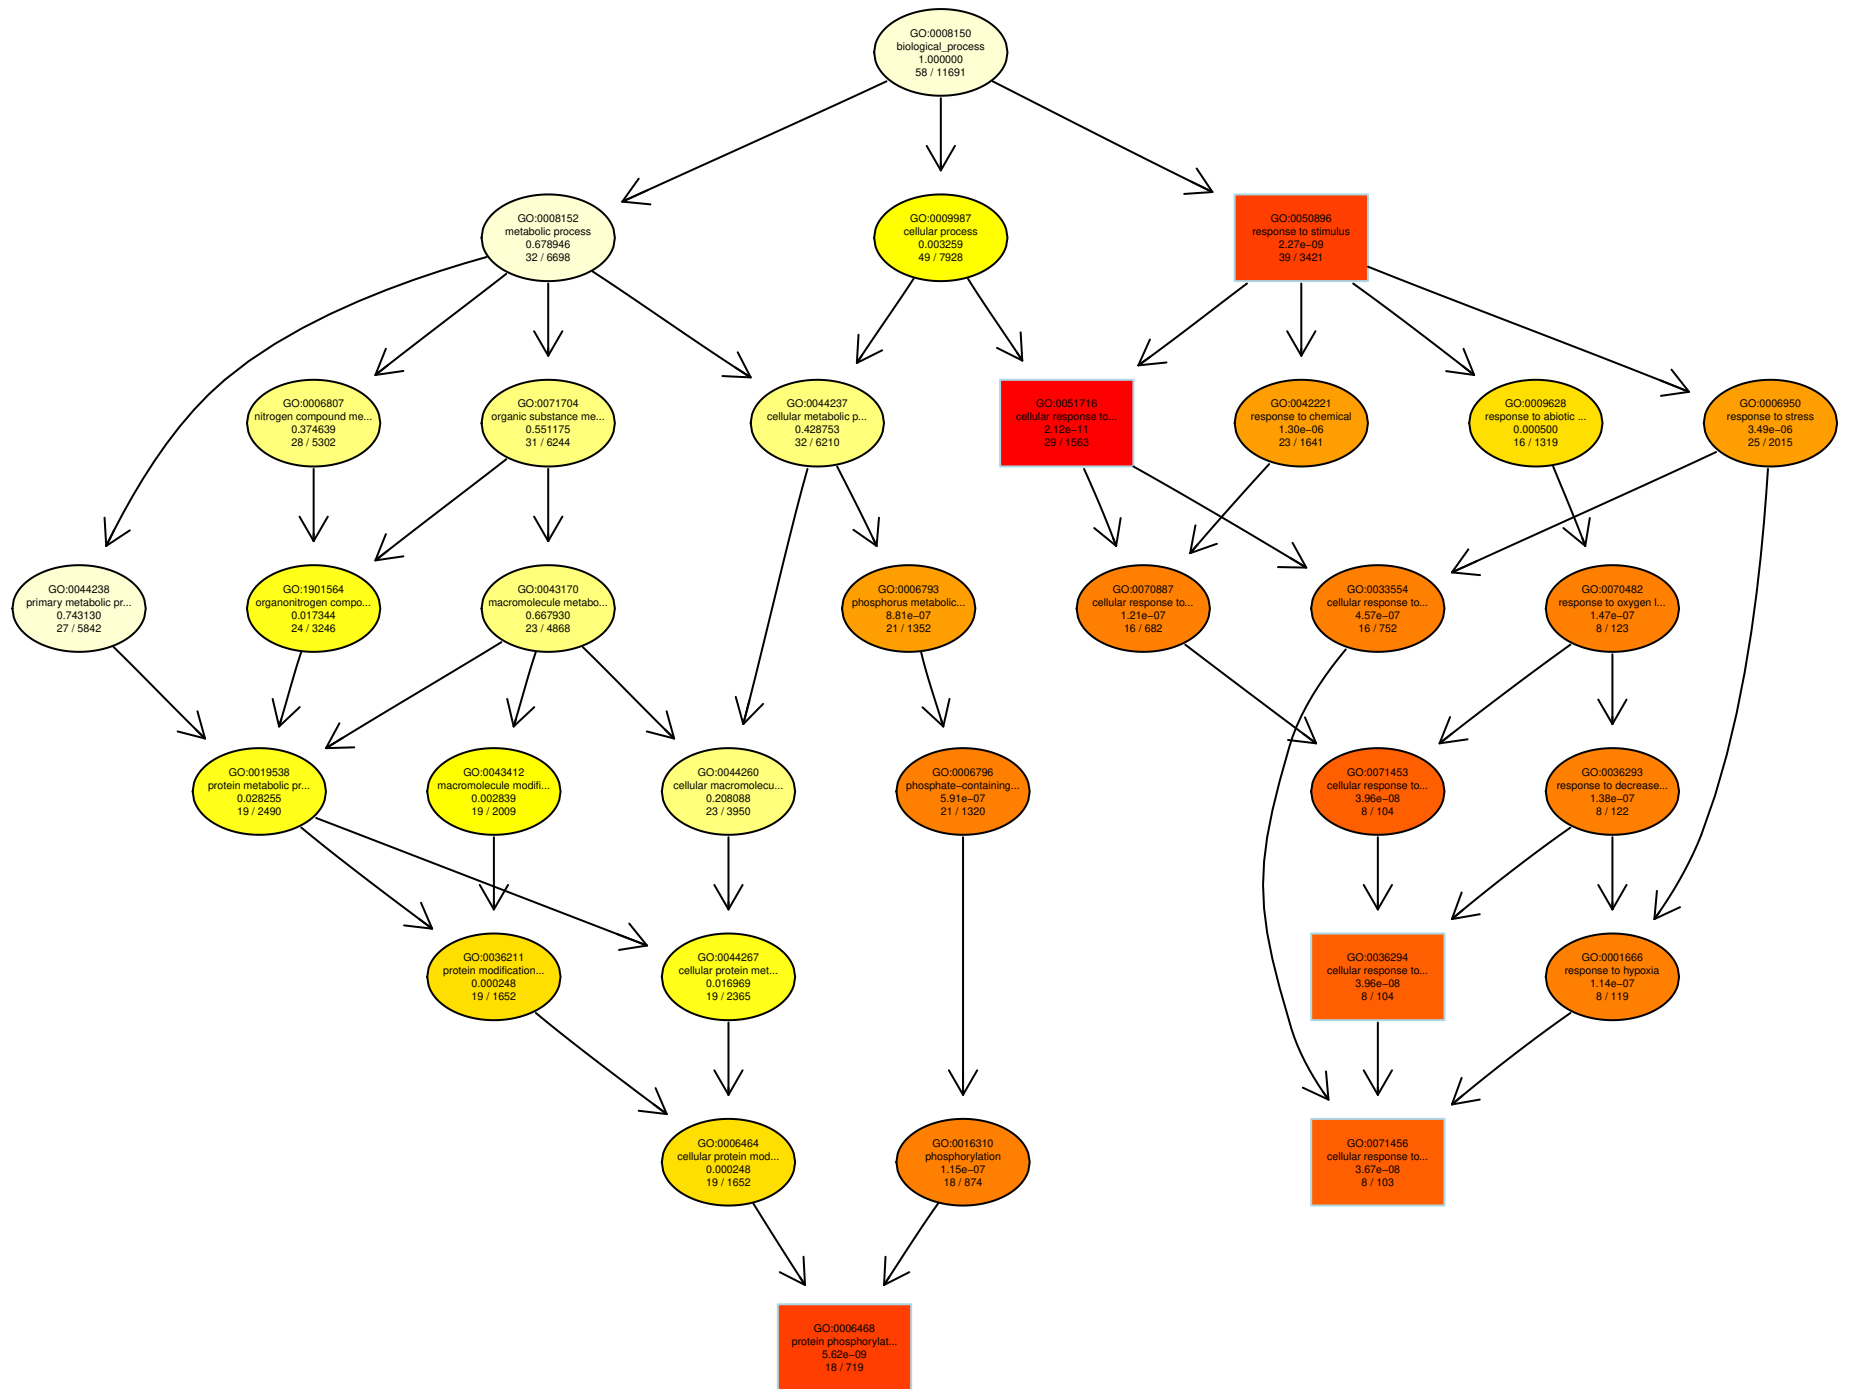 GO:0008150
biological_process
1.000000
58 / 11691
GO:0008152
metabolic process
0.678946
32 / 6698
GO:0009987
cellular process
0.003259
49 / 7928
GO:0050896
response to stimulus
2.27e−09
39 / 3421
GO:0006807
nitrogen compound me...
0.374639
28 / 5302
GO:0071704
organic substance me...
0.551175
31 / 6244
GO:0044237
cellular metabolic p...
0.428753
32 / 6210
GO:0051716
cellular response to...
2.12e−11
29 / 1563
GO:0042221
response to chemical
1.30e−06
23 / 1641
GO:0009628
response to abiotic ...
0.000500
16 / 1319
GO:0006950
response to stress
3.49e−06
25 / 2015
GO:0044238
primary metabolic pr...
0.743130
27 / 5842
GO:1901564
organonitrogen compo...
0.017344
24 / 3246
GO:0043170
macromolecule metabo...
0.667930
23 / 4868
GO:0006793
phosphorus metabolic...
8.81e−07
21 / 1352
GO:0070887
cellular response to...
1.21e−07
16 / 682
GO:0033554
cellular response to...
4.57e−07
16 / 752
GO:0070482
response to oxygen l...
1.47e−07
8 / 123
GO:0019538
protein metabolic pr...
0.028255
19 / 2490
GO:0043412
macromolecule modifi...
0.002839
19 / 2009
GO:0044260
cellular macromolecu...
0.208088
23 / 3950
GO:0006796
phosphate−containing...
5.91e−07
21 / 1320
GO:0071453
cellular response to...
3.96e−08
8 / 104
GO:0036293
response to decrease...
1.38e−07
8 / 122
GO:0036211
protein modification...
0.000248
19 / 1652
GO:0044267
cellular protein met...
0.016969
19 / 2365
GO:0036294
cellular response to...
3.96e−08
8 / 104
GO:0001666
response to hypoxia
1.14e−07
8 / 119
GO:0006464
cellular protein mod...
0.000248
19 / 1652
GO:0016310
phosphorylation
1.15e−07
18 / 874
GO:0071456
cellular response to...
3.67e−08
8 / 103
GO:0006468
protein phosphorylat...
5.62e−09
18 / 719